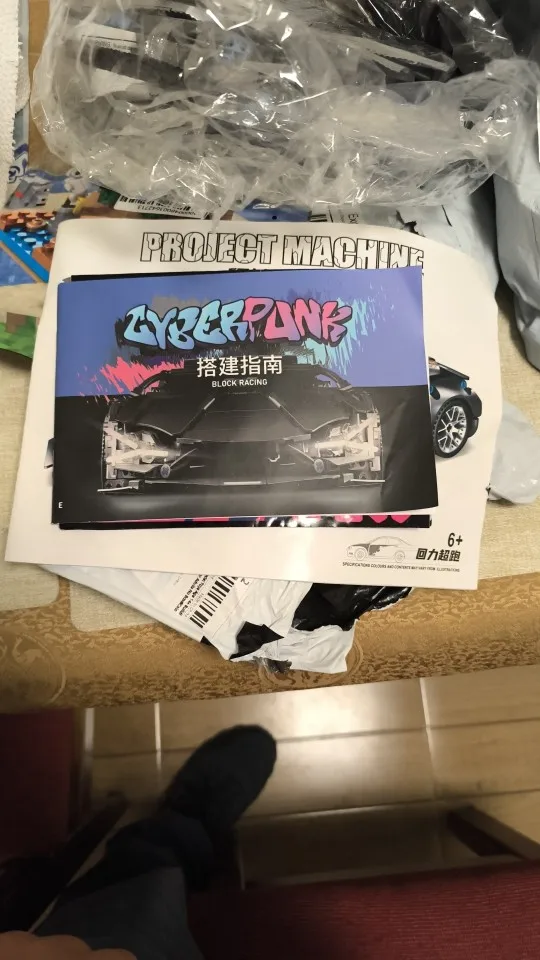 PROJECT MACHINE
CYBERPUNK
搭建指南
BLOCK RACING
E
6+
回力超跑
SPECIFICATIONS COLOURS AND CONTENTS MAY VARY FROM ILLUSTRATIONS